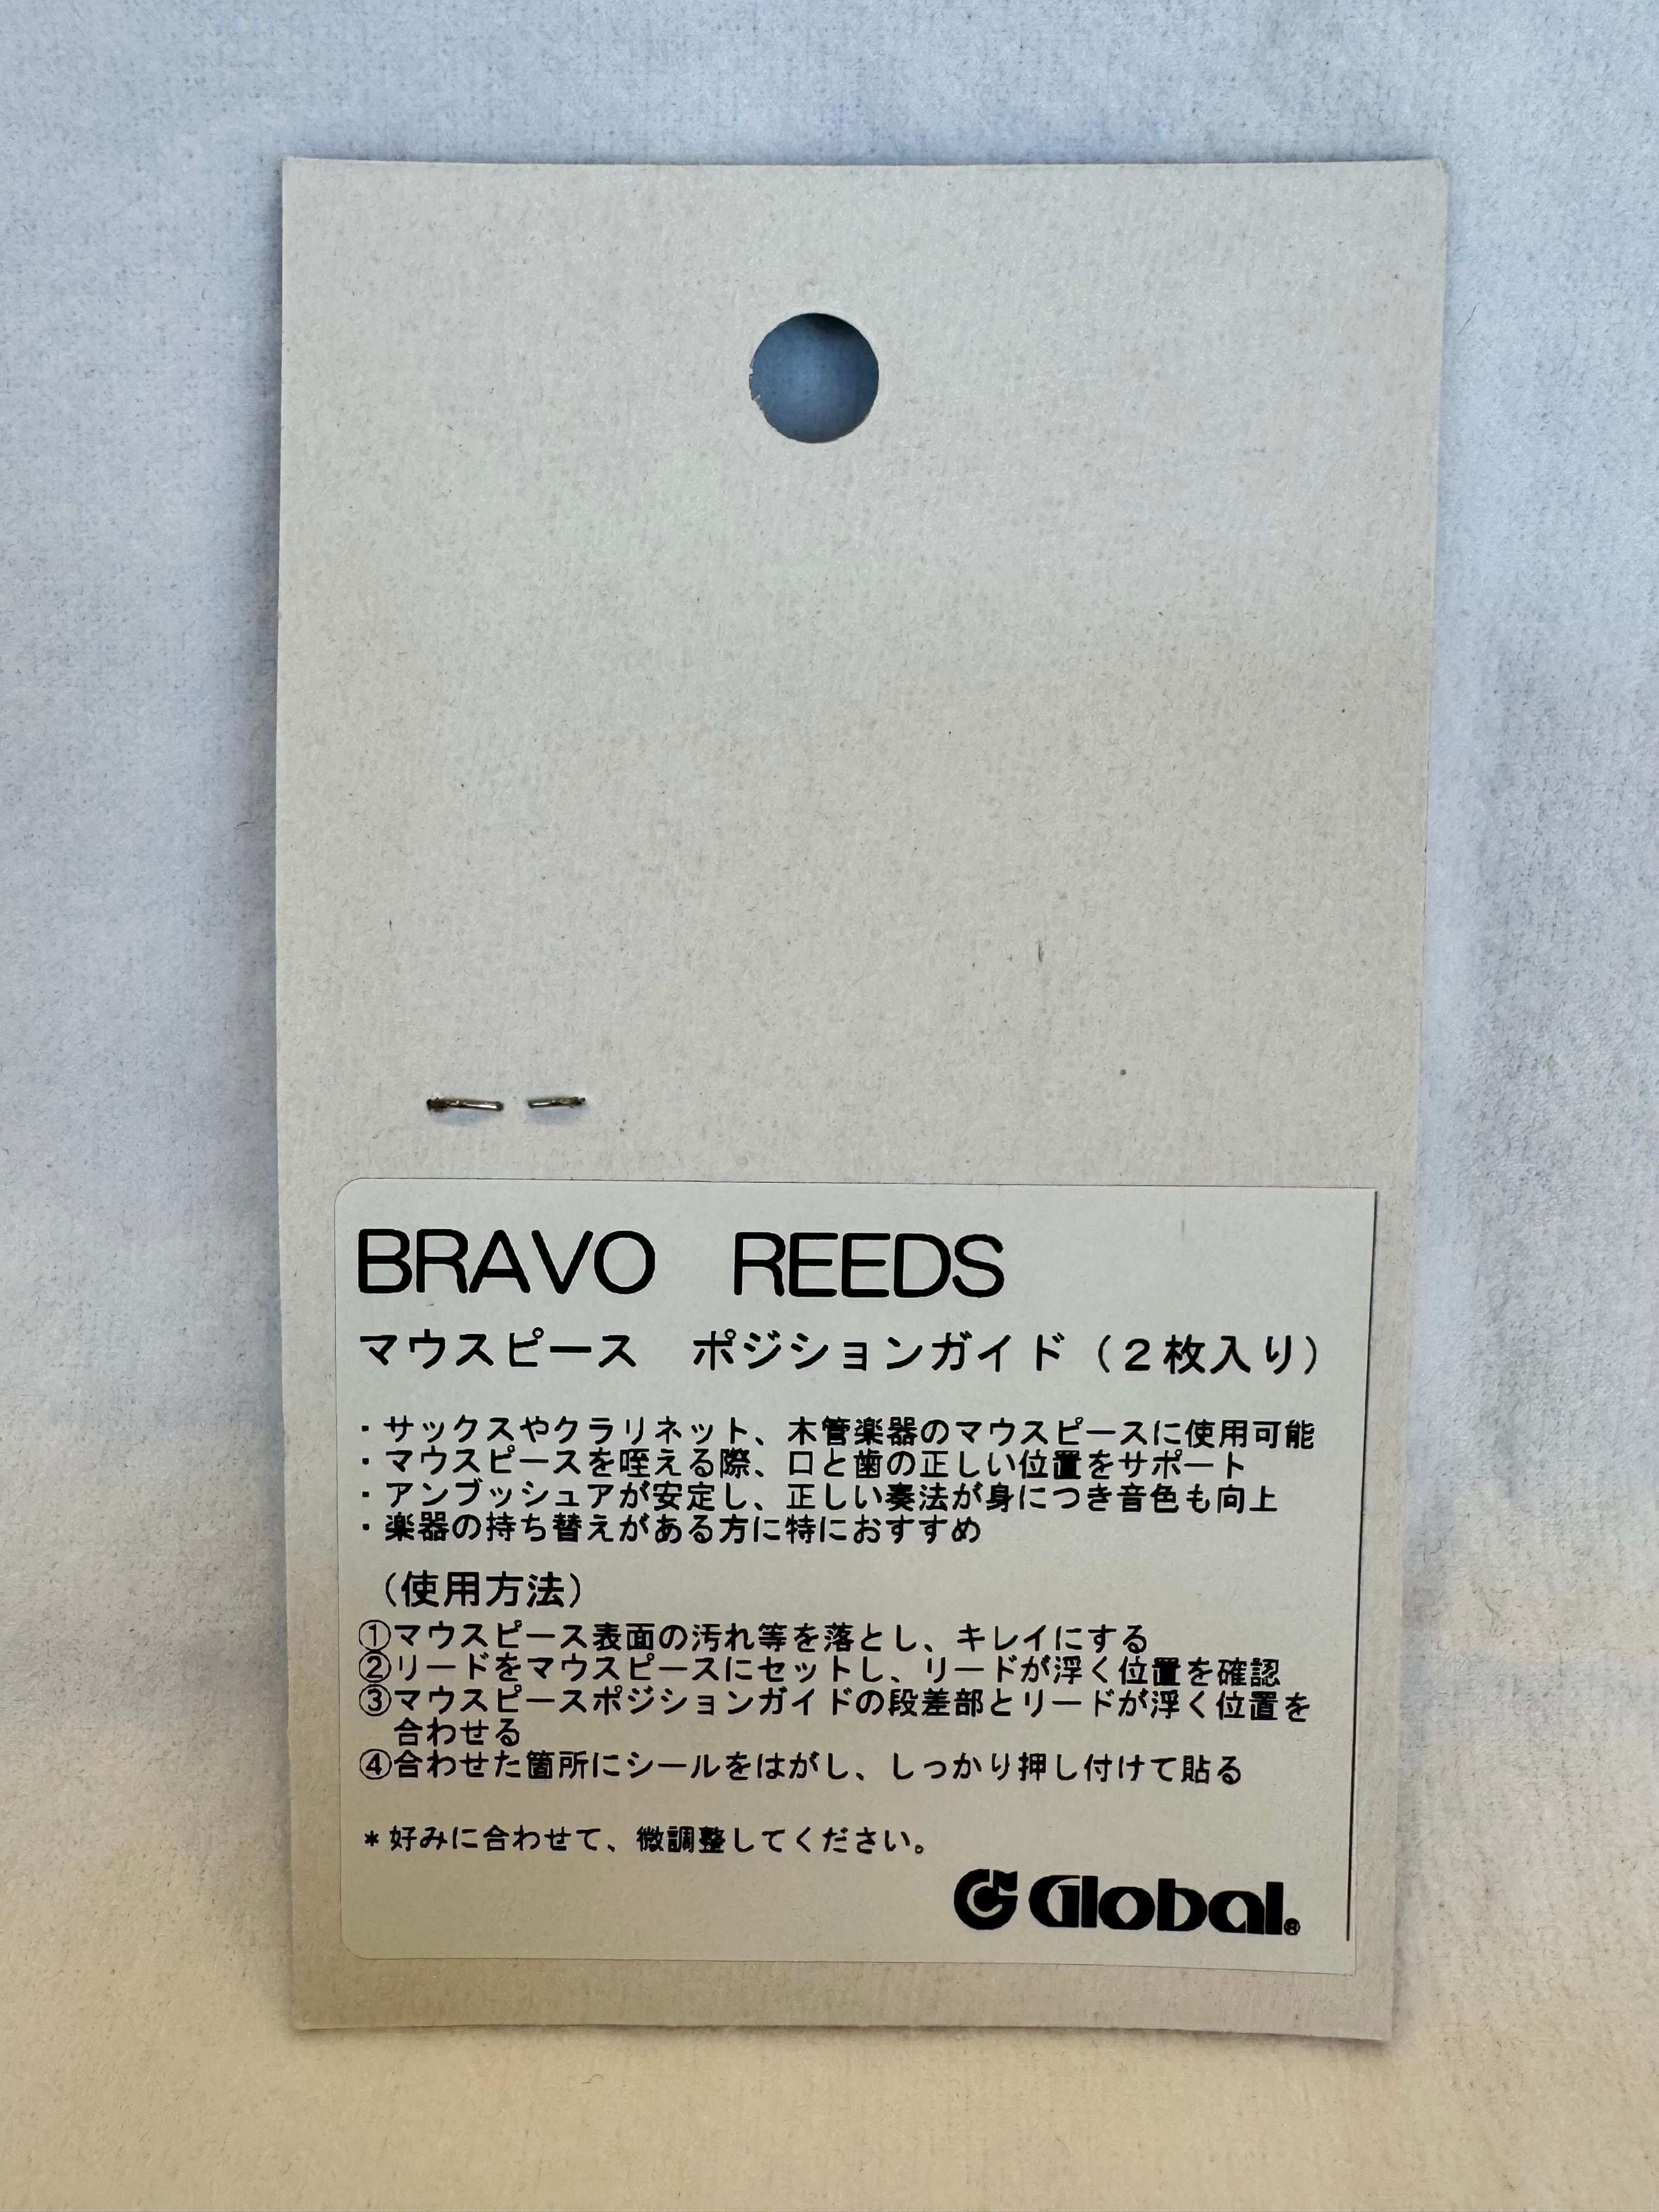 BRAVO　REEDS
マウスピース　ポジションガイド（２枚入り）
・サックスやクラリネット、木管楽器のマウスピースに使用可能
・マウスピースを咥える際、口と歯の正しい位置をサポート
・アンブッシュアが安定し、正しい奏法が身につき音色も向上
・楽器の持ち替えがある方に特におすすめ
（使用方法）
①マウスピース表面の汚れ等を落とし、キレイにする
②リードをマウスピースにセットし、リードが浮く位置を確認
③マウスピースポジションガイドの段差部とリードが浮く位置を
合わせる
④合わせた箇所にシールをはがし、しっかり押し付けて貼る
＊好みに合わせて、微調整してください。
Global®